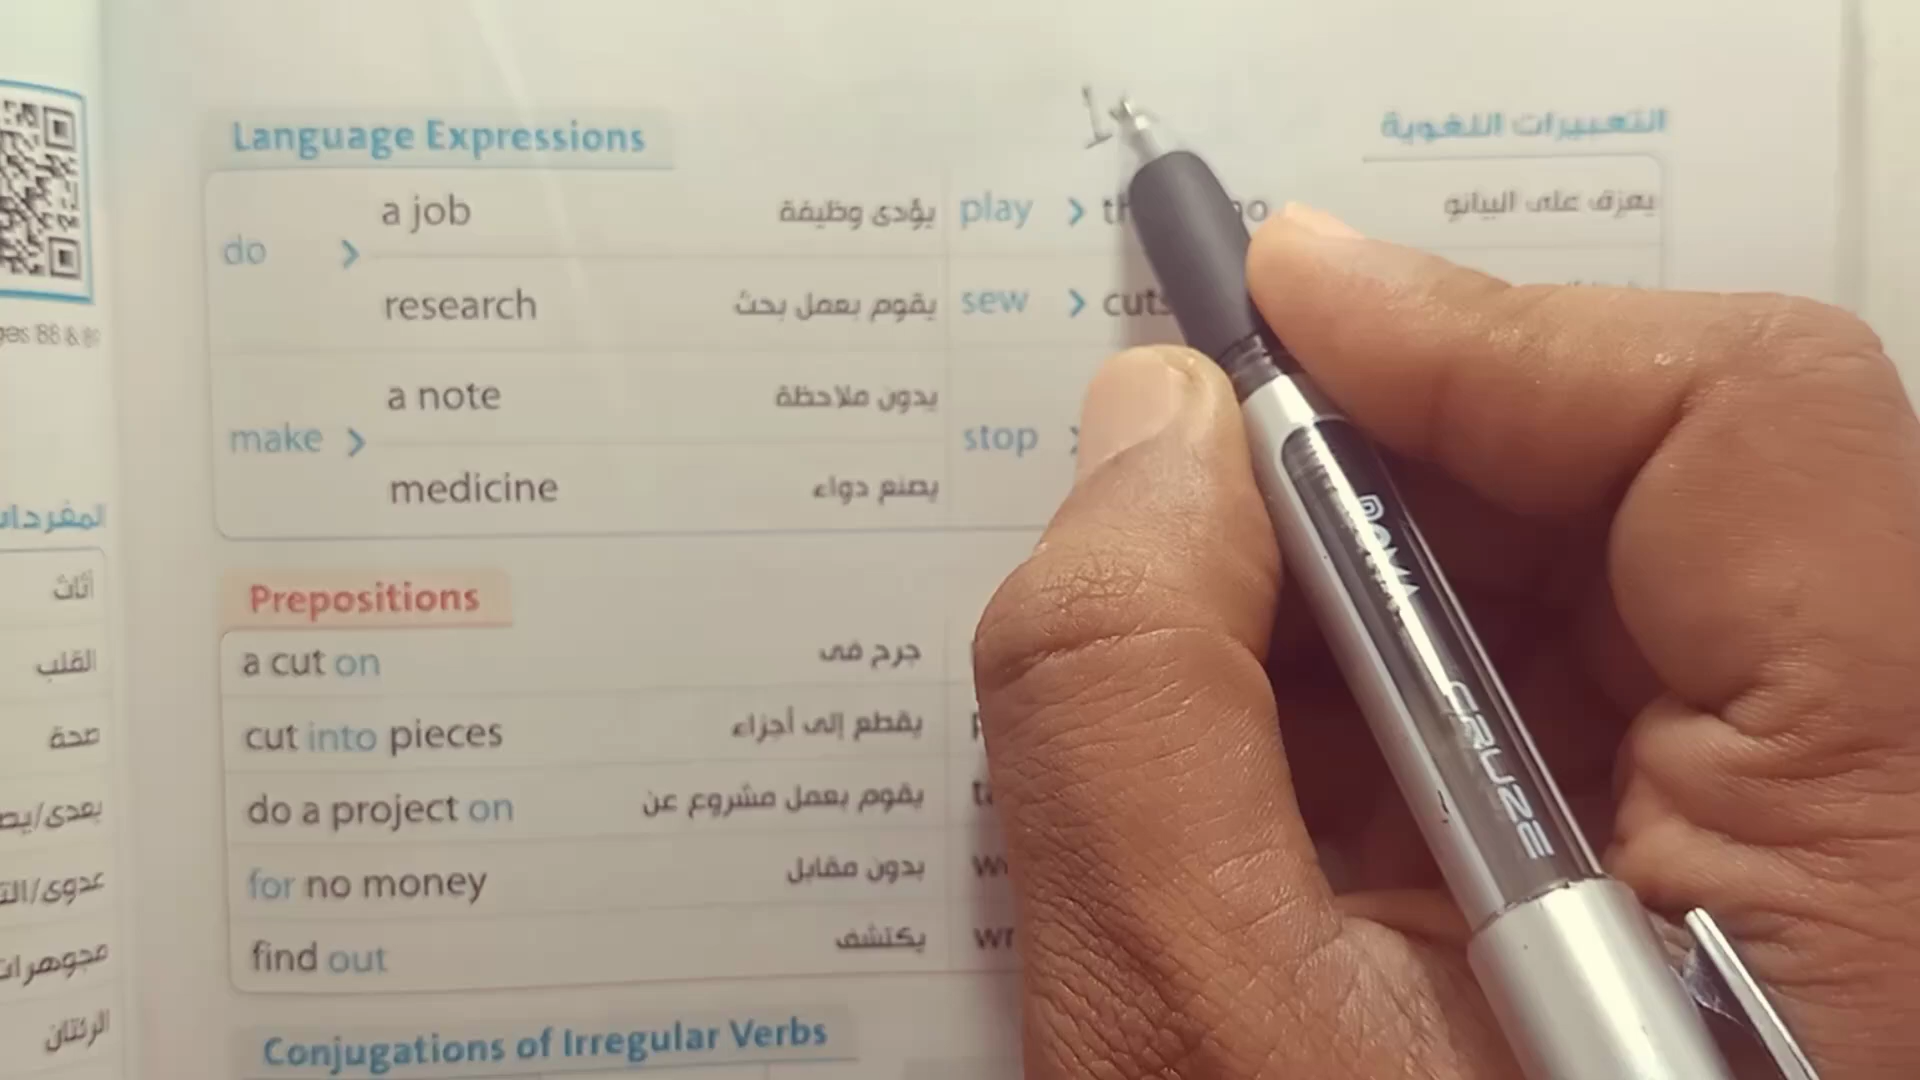 Language Expressions
التعبيرات اللغوية
do > a job يؤدى وظيفة
research يقوم بعمل بحث
make > a note يدون ملاحظة
medicine يصنع دواء
play > يعزف على البيانو
sew >
stop
Prepositions
a cut on جرح فى
cut into pieces يقطع إلى أجزاء
do a project on يقوم بعمل مشروع عن
for no money بدون مقابل
find out يكتشف
Conjugations of Irregular Verbs
88 &
أثاث
القلب
صحة
الرئتان
CRUZE